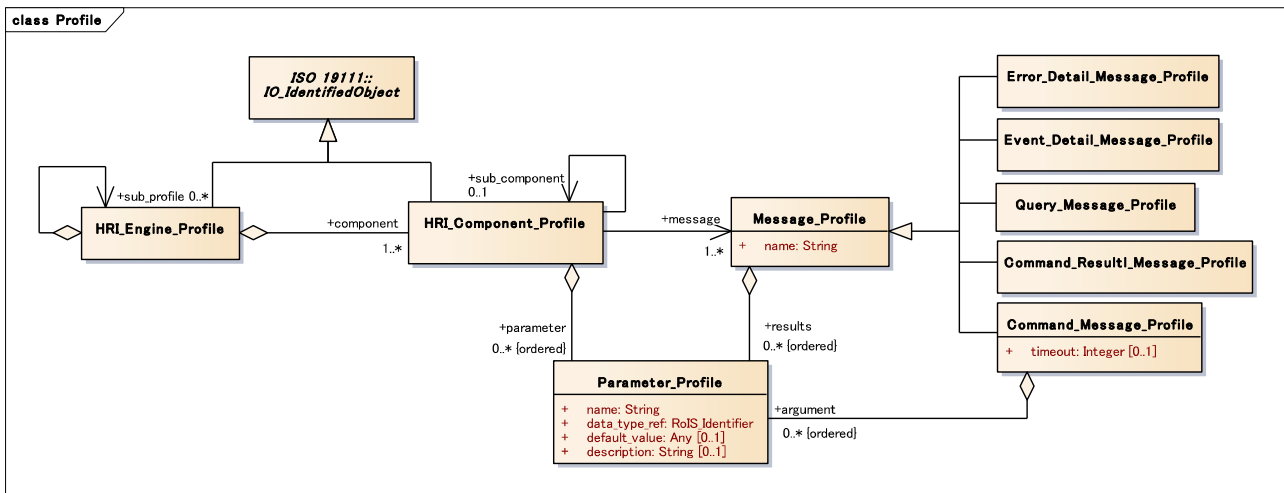 class Profile
ISO 19111::
IO_IdentifiedObject
Error_Detail_Message_Profile
Event_Detail_Message_Profile
+sub_profile 0..*
HRI_Engine_Profile
+component
1..*
+sub_component
0..1
HRI_Component_Profile
+message
1..*
Message_Profile
+ name: String
Query_Message_Profile
Command_Resultl_Message_Profile
Command_Message_Profile
+ timeout: Integer [0..1]
+parameter
0..* {ordered}
+results
0..* {ordered}
Parameter_Profile
+ name: String
+ data_type_ref: RoIS_Identifier
+ default_value: Any [0..1]
+ description: String [0..1]
+argument
0..* {ordered}